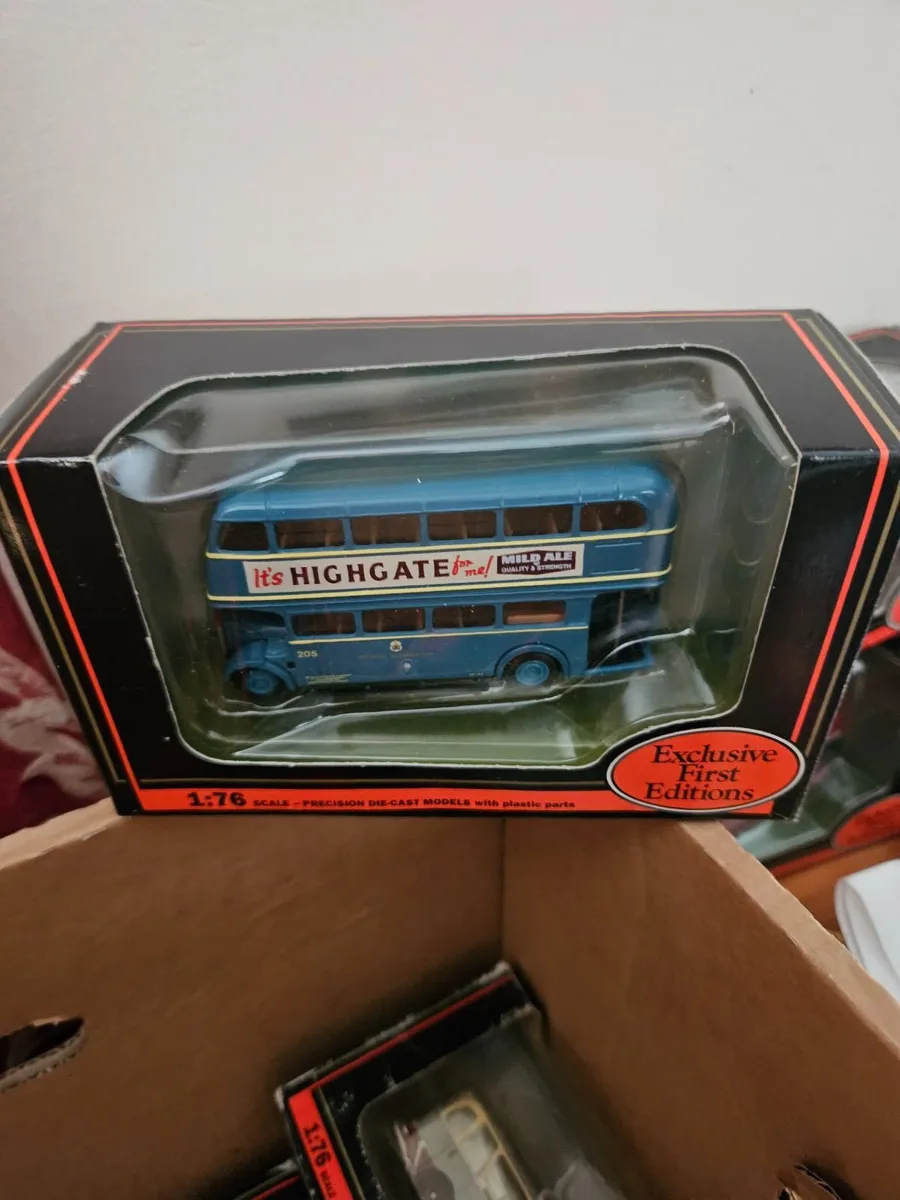 It's HIGHGATE for me! MILD ALE
QUALITY & STRENGTH
205
Exclusive
First
Editions
1:76 SCALE - PRECISION DIE-CAST MODELS with plastic parts
1:76 SCALE